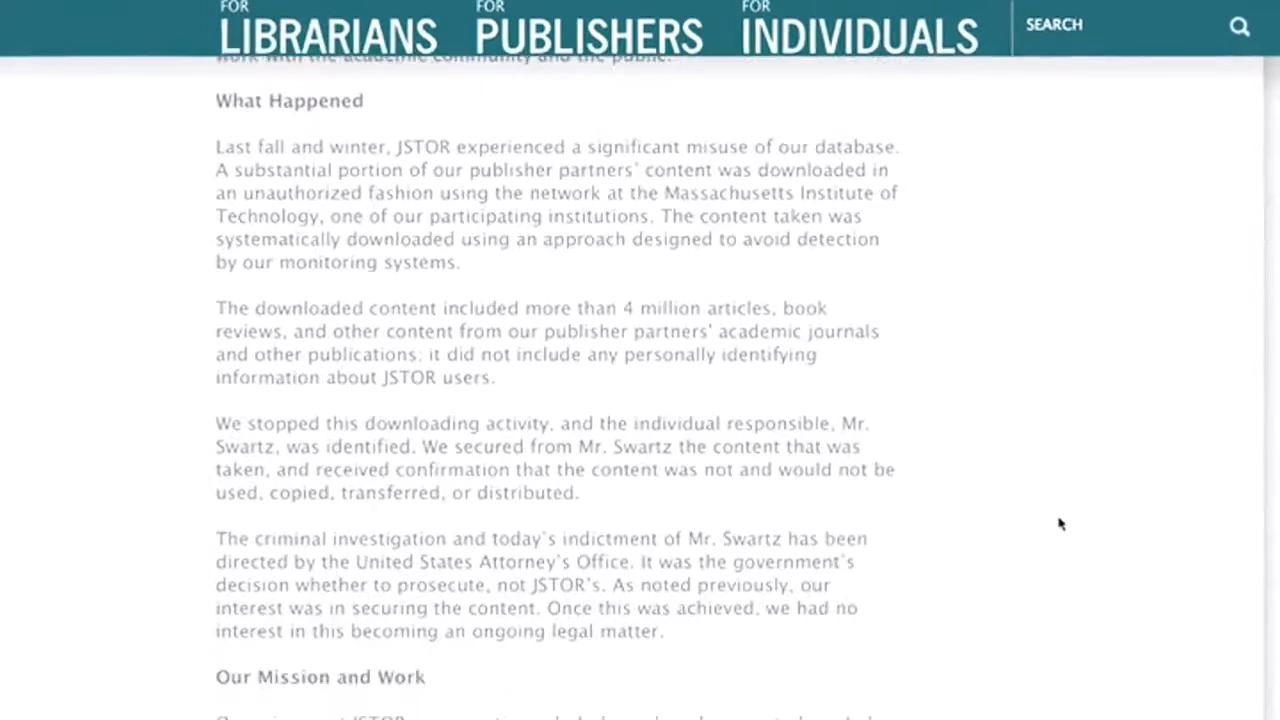 FOR
LIBRARIANS
FOR
PUBLISHERS
FOR
INDIVIDUALS
SEARCH
work with the academic community and the public.
What Happened
Last fall and winter, JSTOR experienced a significant misuse of our database.
A substantial portion of our publisher partners' content was downloaded in
an unauthorized fashion using the network at the Massachusetts Institute of
Technology, one of our participating institutions. The content taken was
systematically downloaded using an approach designed to avoid detection
by our monitoring systems.
The downloaded content included more than 4 million articles, book
reviews, and other content from our publisher partners' academic journals
and other publications; it did not include any personally identifying
information about JSTOR users.
We stopped this downloading activity, and the individual responsible, Mr.
Swartz, was identified. We secured from Mr. Swartz the content that was
taken, and received confirmation that the content was not and would not be
used, copied, transferred, or distributed.
The criminal investigation and today's indictment of Mr. Swartz has been
directed by the United States Attorney's Office. It was the government's
decision whether to prosecute, not JSTOR's. As noted previously, our
interest was in securing the content. Once this was achieved, we had no
interest in this becoming an ongoing legal matter.
Our Mission and Work